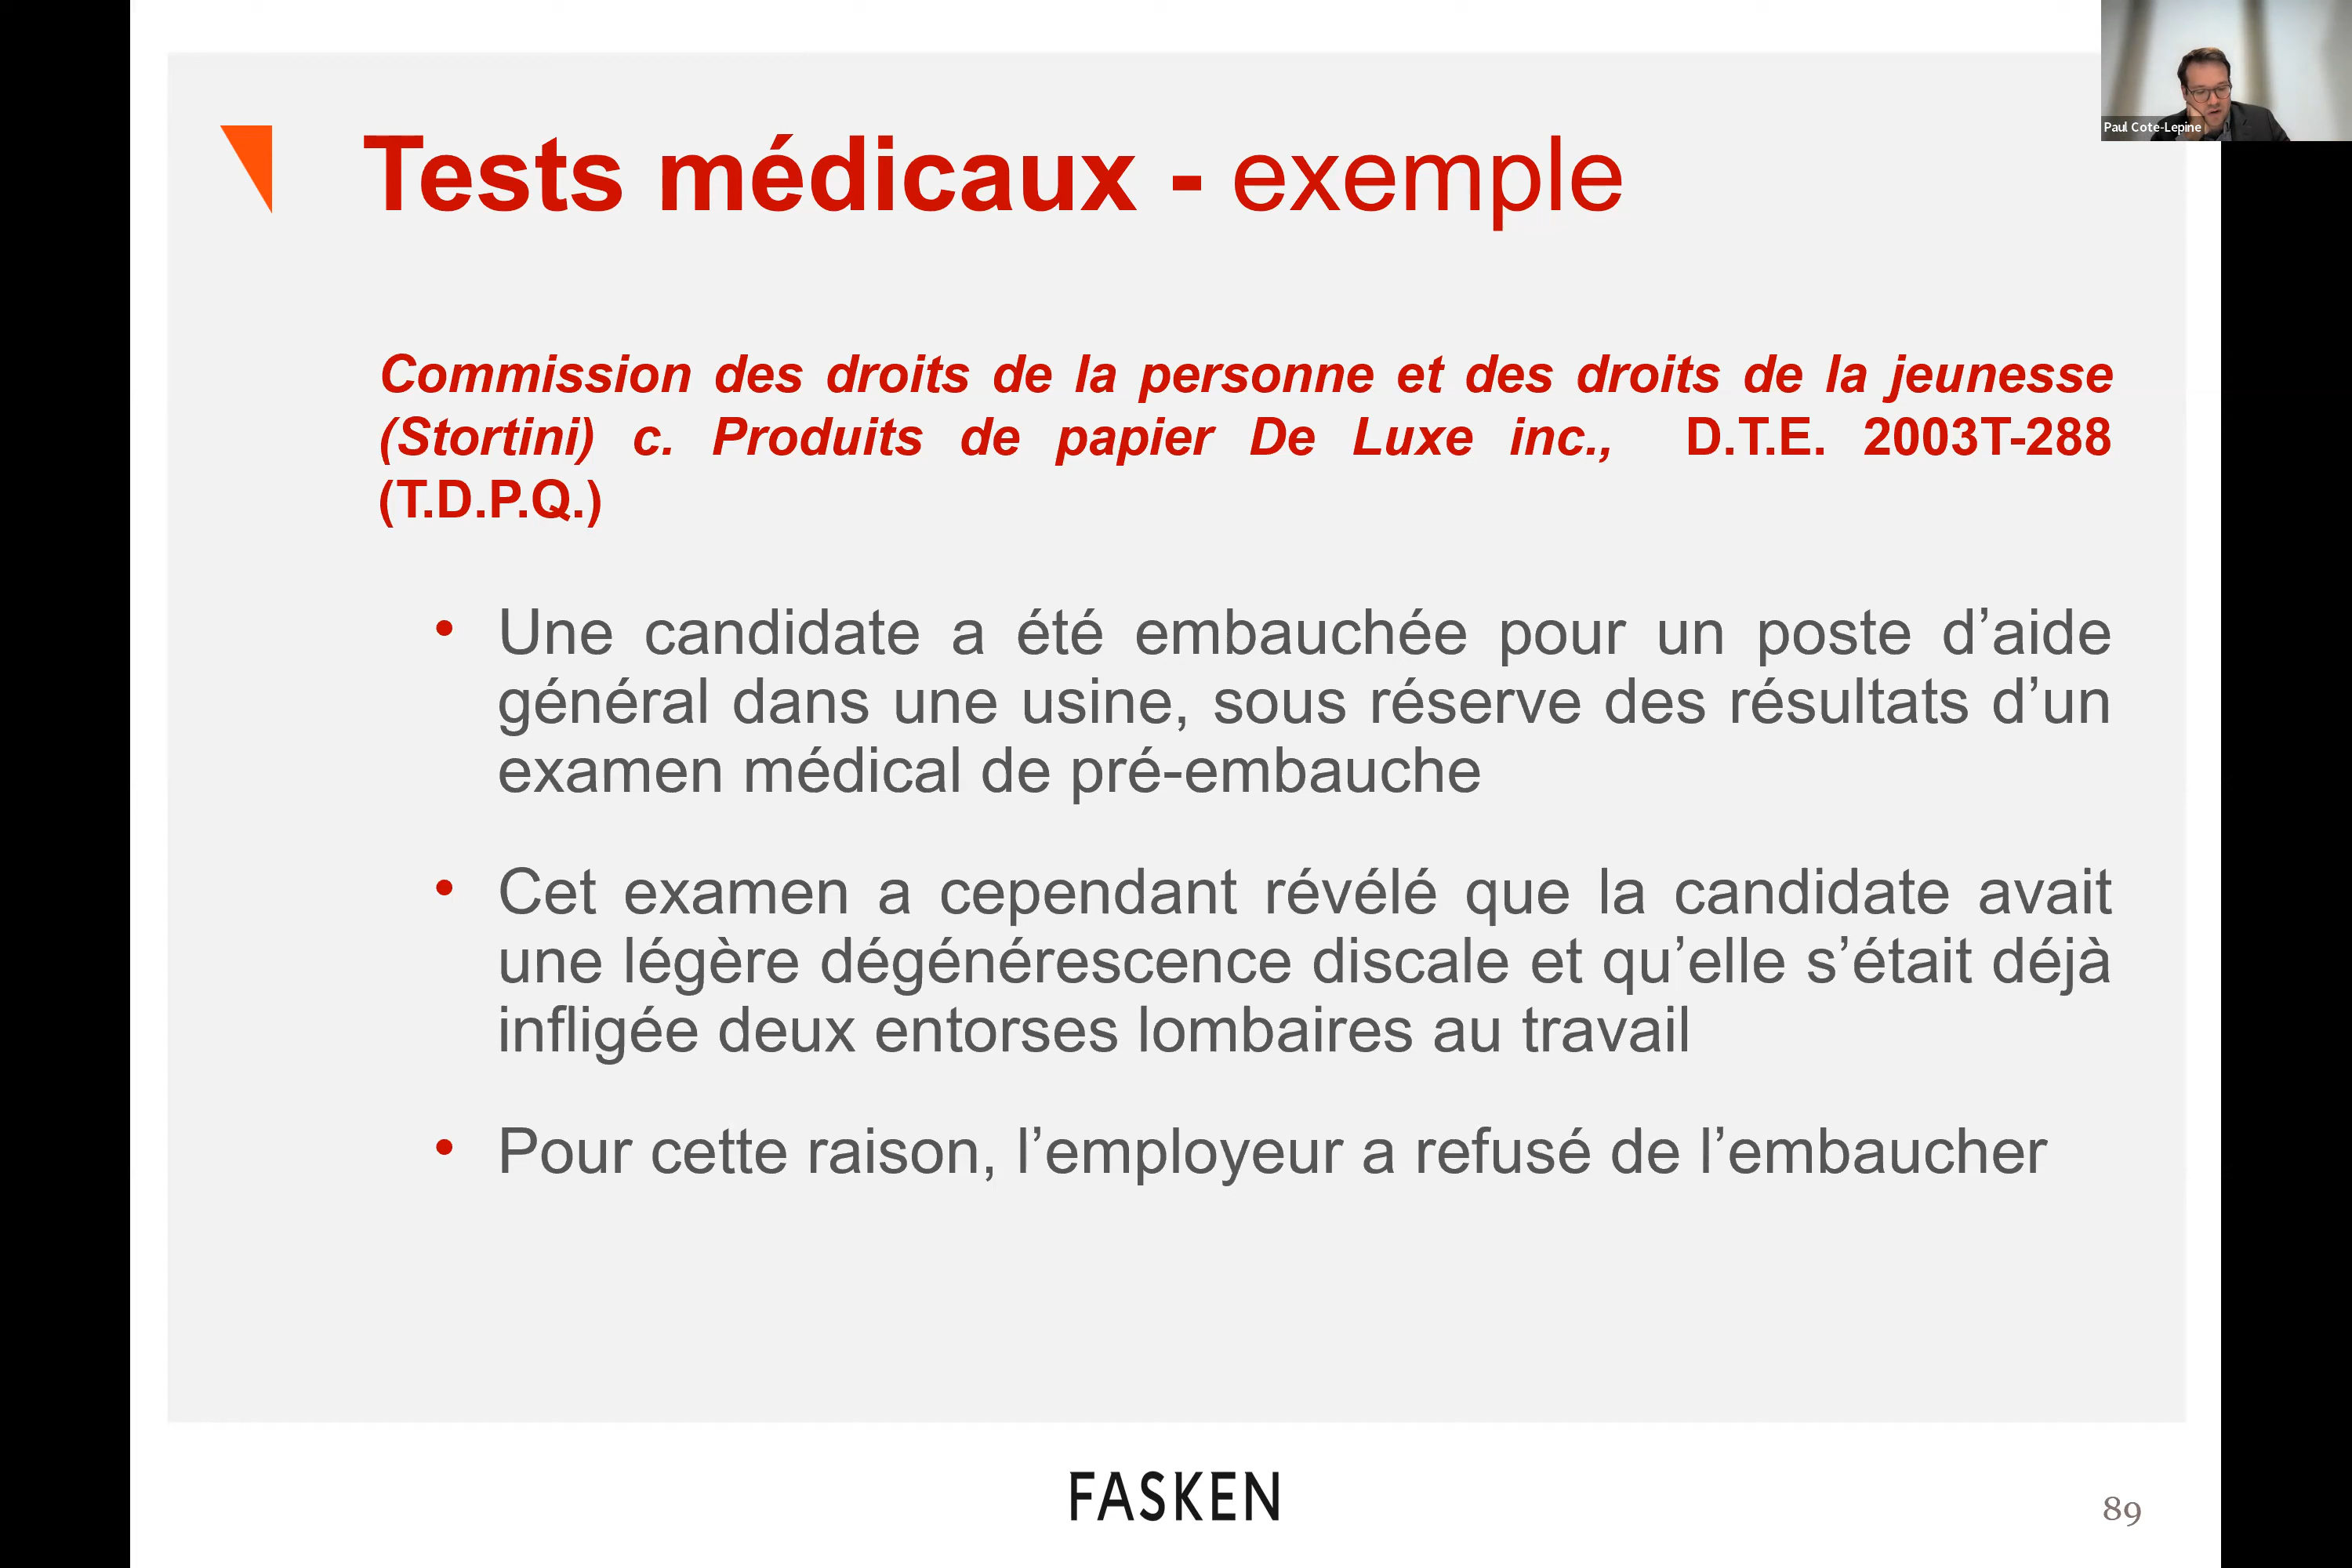 Paul Cote-Lepine
Tests médicaux - exemple
Commission des droits de la personne et des droits de la jeunesse
(Stortini) c. Produits de papier De Luxe inc., D.T.E. 2003T-288
(T.D.P.Q.)
• Une candidate a été embauchée pour un poste d’aide
général dans une usine, sous réserve des résultats d’un
examen médical de pré-embauche
• Cet examen a cependant révélé que la candidate avait
une légère dégénérescence discale et qu’elle s’était déjà
infligée deux entorses lombaires au travail
• Pour cette raison, l’employeur a refusé de l’embaucher
FASKEN
89